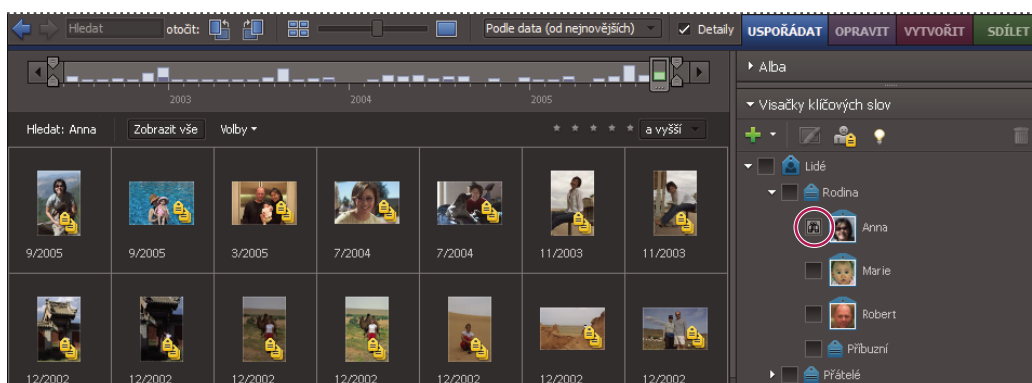 Hledat otočit: Podle data (od nejnovějších) Detaily USPOŘÁDAT OPRAVIT VYTVOŘIT SDÍLET
Alba
2003 2004 2005
Visačky klíčových slov
Hledat: Anna Zobrazit vše Volby a vyšší
Lidé
Rodina
Anna
9/2005 9/2005 3/2005 7/2004 7/2004 11/2003 11/2003
Marie
Robert
Příbuzní
Přátelé
12/2002 12/2002 12/2002 12/2002 12/2002 12/2002 12/2002